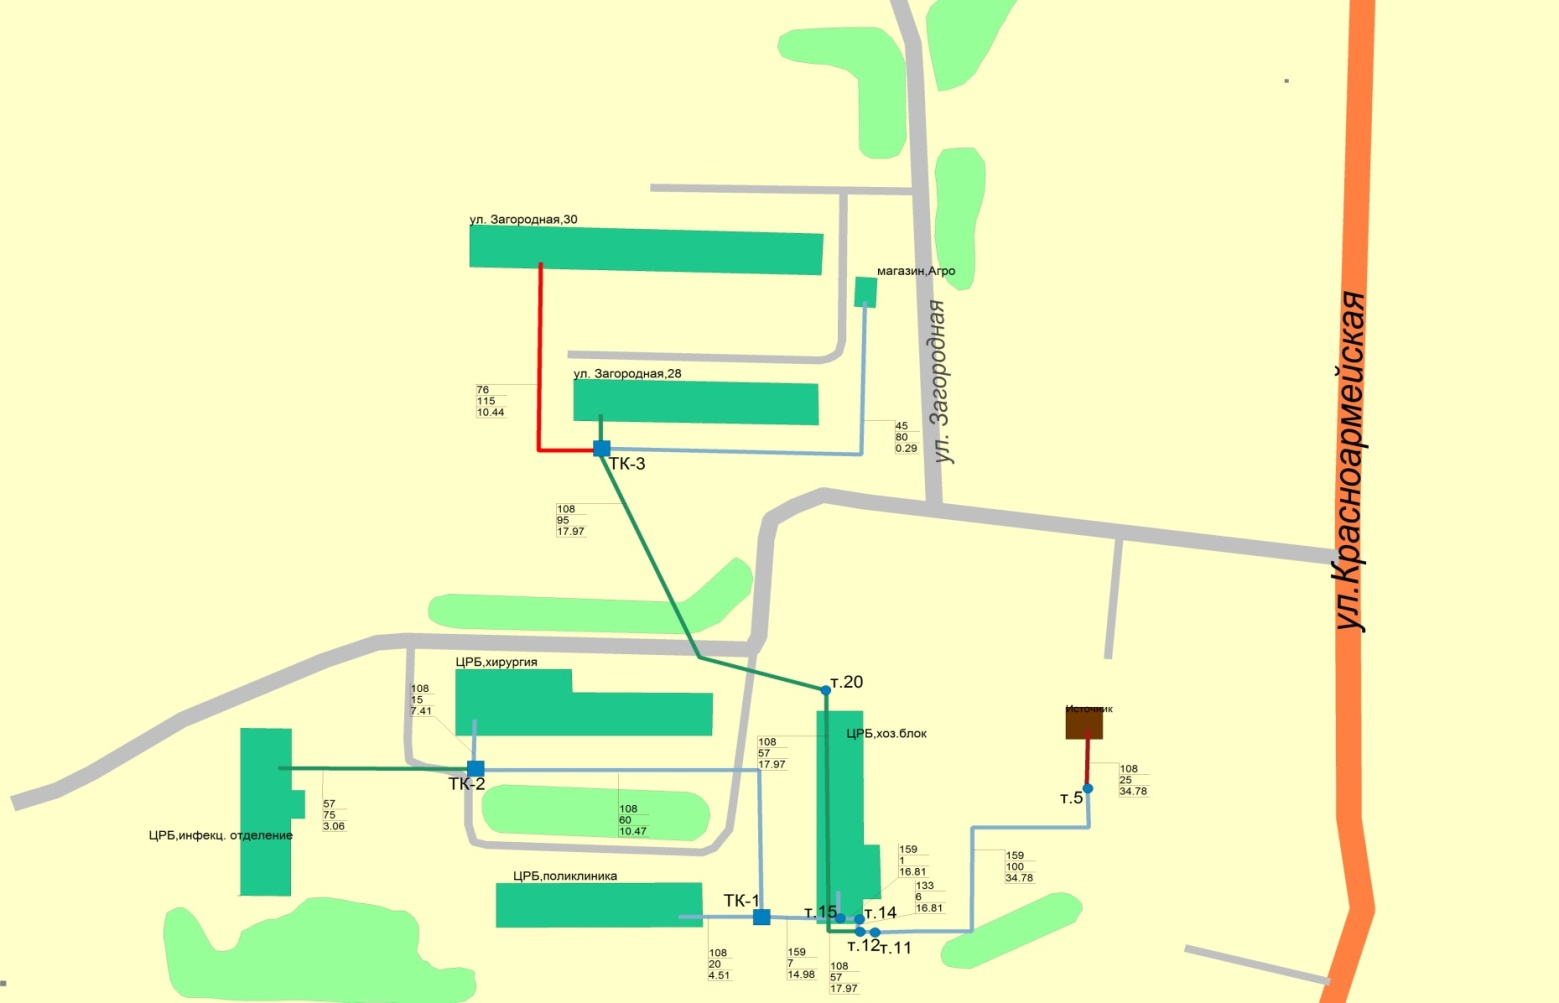 ул. Загородная,30
магазин,Агро
ул. Загородная
ул.Красноармейская
ул. Загородная,28
76
115
10.44
45
80
0.29
ТК-3
108
95
17.97
ЦРБ,хирургия
108
15
7.41
т.20
Источник
ЦРБ,хоз.блок
108
57
17.97
108
25
34.78
ТК-2
т.5
57
75
3.06
108
60
10.47
ЦРБ,инфекц. отделение
159
1
16.81
159
100
34.78
ЦРБ,поликлиника
133
6
16.81
ТК-1
т.15
т.14
т.12
т.11
108
20
4.51
159
7
14.98
108
57
17.97